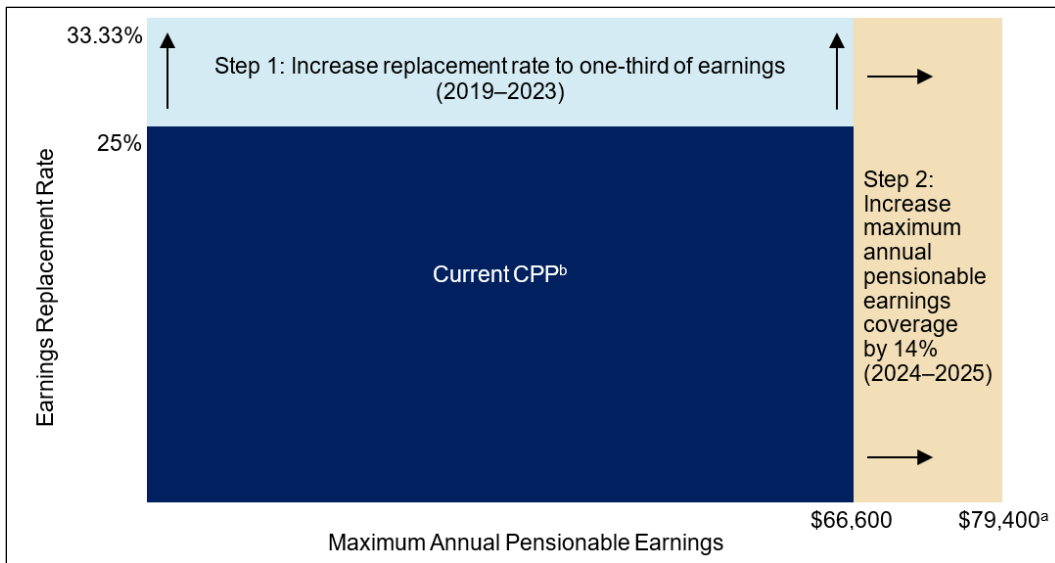 33.33%
Step 1: Increase replacement rate to one-third of earnings
(2019–2023)
25%
Earnings Replacement Rate
Current CPPᵇ
Step 2:
Increase
maximum
annual
pensionable
earnings
coverage
by 14%
(2024–2025)
$66,600
$79,400ᵃ
Maximum Annual Pensionable Earnings